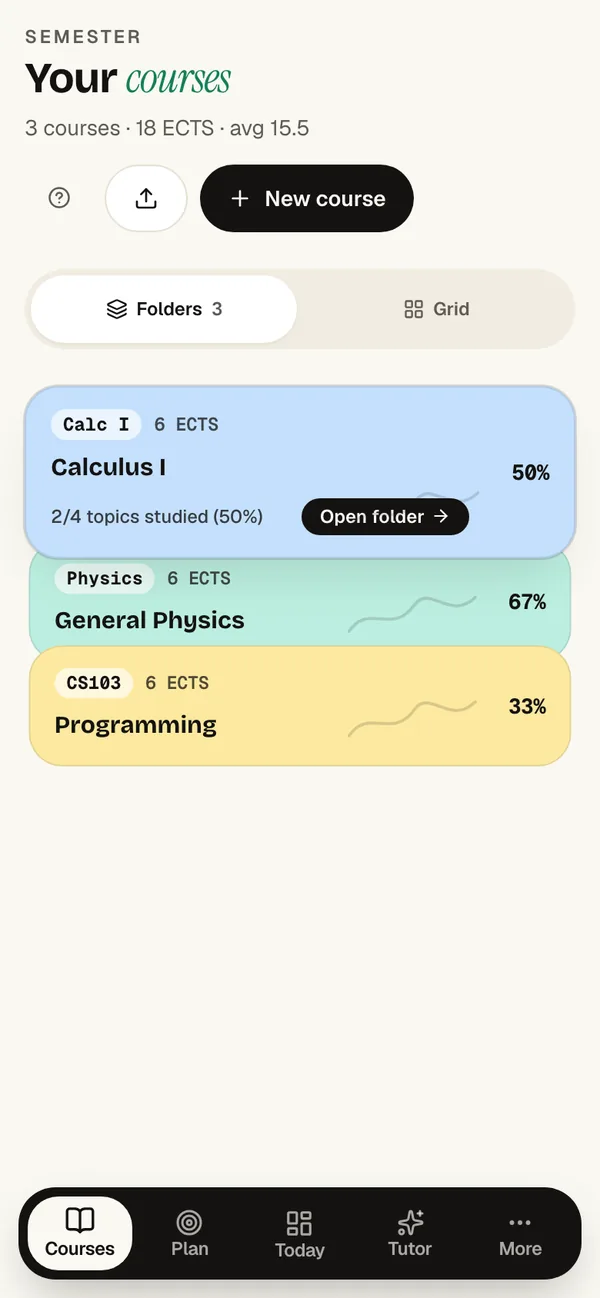 SEMESTER
Your courses
3 courses · 18 ECTS · avg 15.5
New course
Folders 3
Grid
Calc I 6 ECTS
Calculus I
50%
2/4 topics studied (50%)
Open folder →
Physics 6 ECTS
General Physics
67%
CS103 6 ECTS
Programming
33%
Courses
Plan
Today
Tutor
More